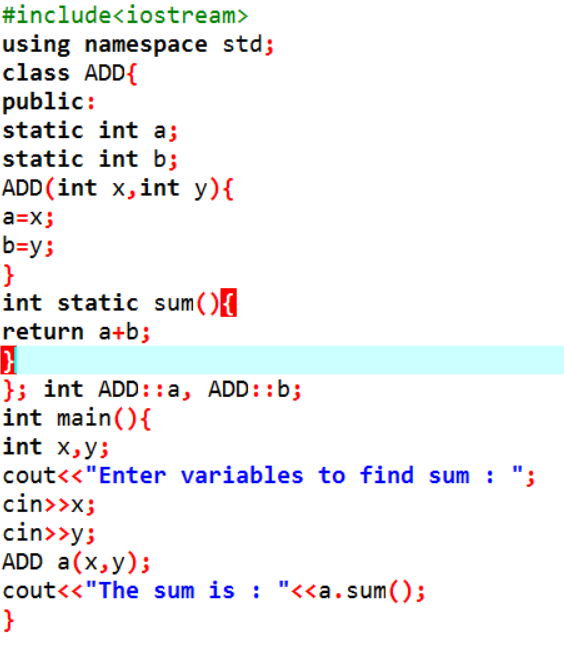 #include<iostream>
using namespace std;
class ADD{
public:
static int a;
static int b;
ADD(int x,int y){
a=x;
b=y;
}
int static sum(){
return a+b;
}
}; int ADD::a, ADD::b;
int main(){
int x,y;
cout<<"Enter variables to find sum : ";
cin>>x;
cin>>y;
ADD a(x,y);
cout<<"The sum is : "<<a.sum();
}